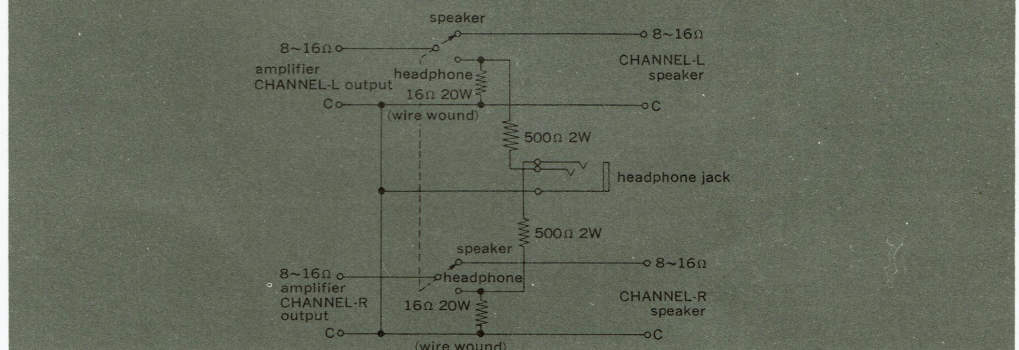 speaker
8~16Ω
8~16Ω
amplifier
CHANNEL-L output
headphone
CHANNEL-L
speaker
16Ω 20W
C
C
(wire wound)
500Ω 2W
headphone jack
500Ω 2W
speaker
8~16Ω
8~16Ω
headphone
amplifier
CHANNEL-R
output
16Ω 20W
CHANNEL-R
speaker
C
C
(wire wound)